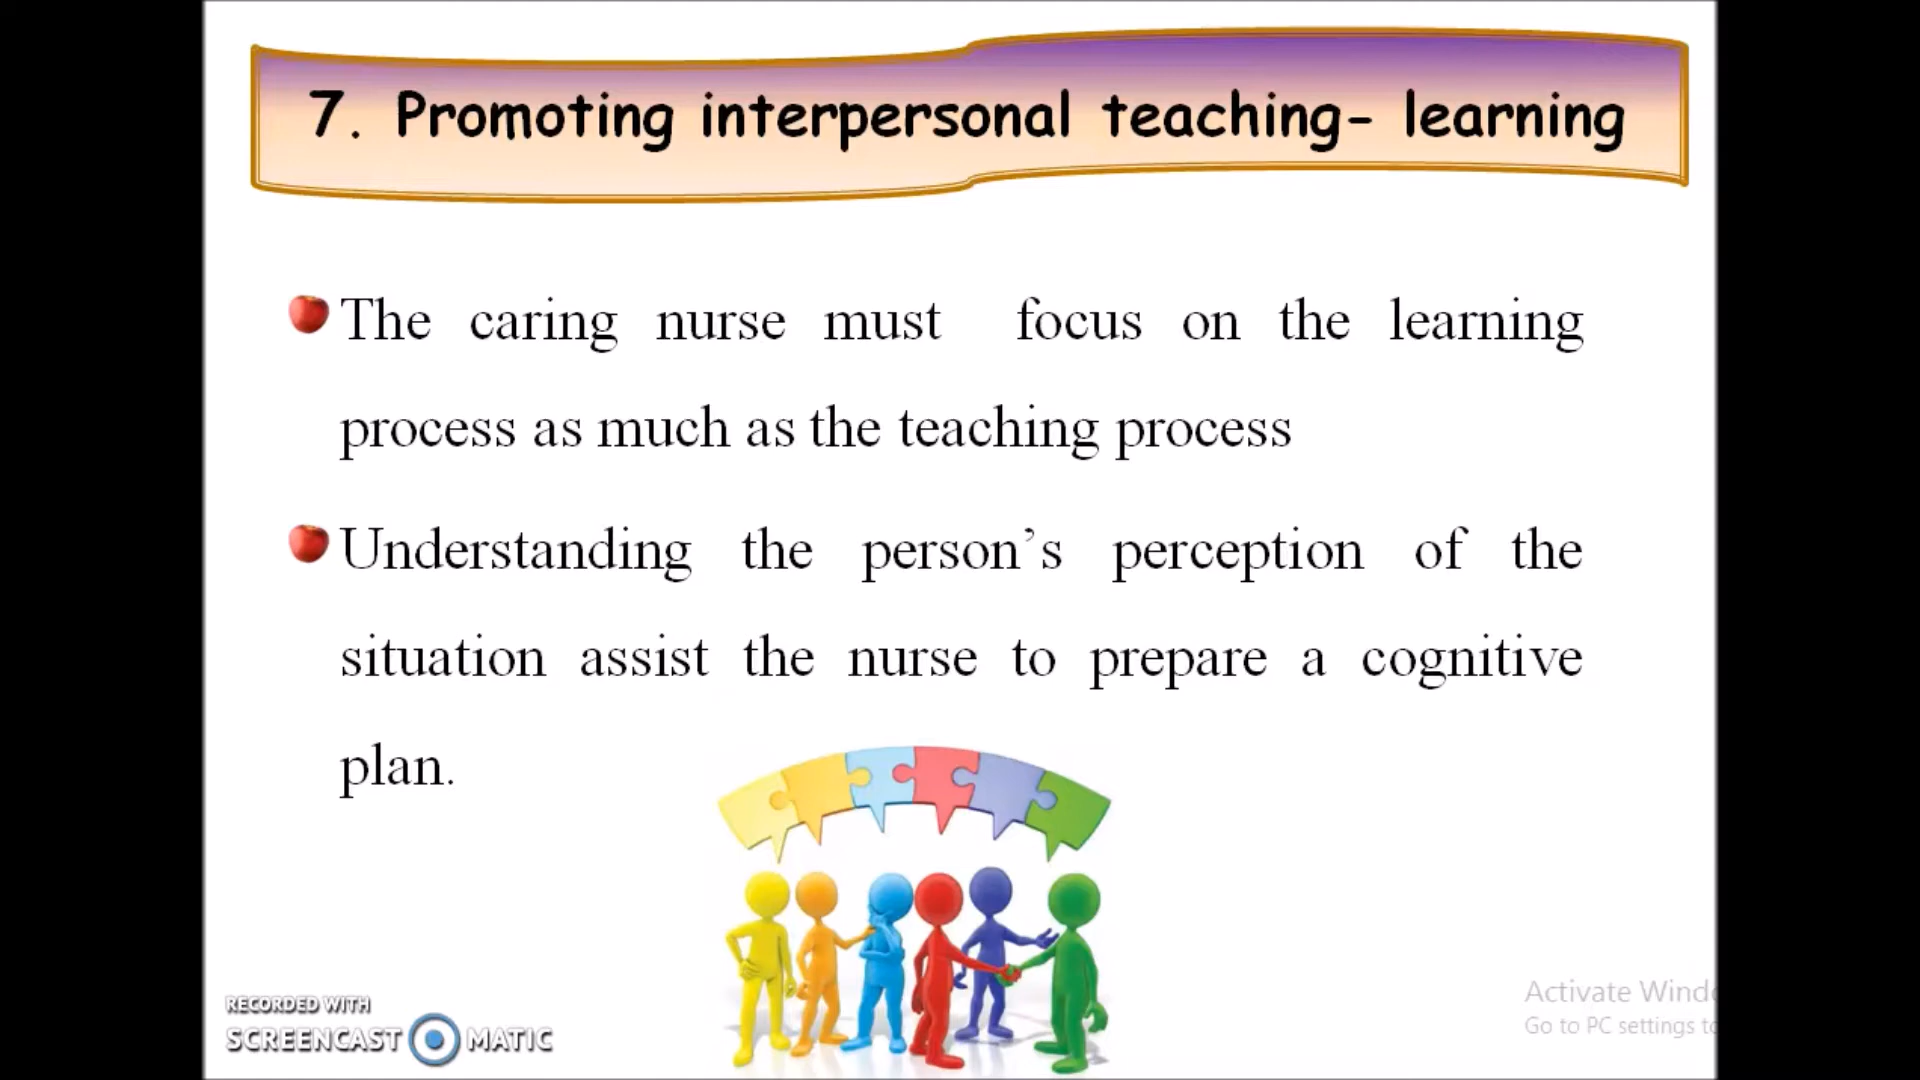 7. Promoting interpersonal teaching- learning
The caring nurse must focus on the learning
process as much as the teaching process
Understanding the person’s perception of the
situation assist the nurse to prepare a cognitive
plan.
RECORDED WITH
SCREENCAST MATIC
Activate Windo
Go to PC settings to